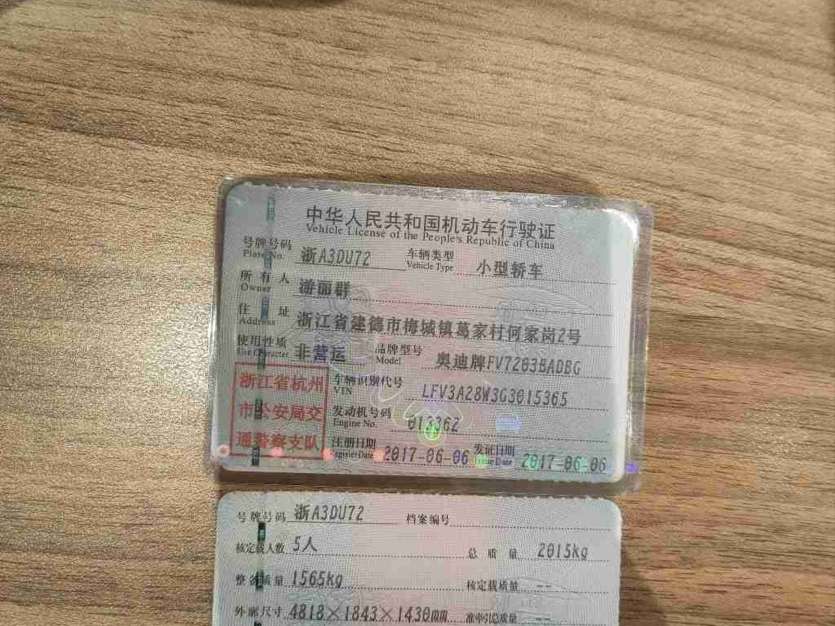 中华人民共和国机动车行驶证
Vehicle License of the People's Republic of China
号牌号码 浙A3DU72 车辆类型 小型轿车
Plate No. Vehicle Type
所有人 游丽群
Owner
住址 浙江省建德市梅城镇葛家村何家岗2号
Address
使用性质 非营运 品牌型号 奥迪牌FV7203BADBG
Use Character Model
浙江省杭州 车辆识别代号 LFV3A28W3G3015365
VIN
市公安局交 发动机号码 013362
Engine No.
通警察支队 注册日期 2017-06-06 发证日期 2017-06-06
Register Date Issue Date
号牌号码 浙A3DU72 档案编号
核定载人数 5人 总质量 2015kg
整备质量 1565kg 核定载质量 --
外廓尺寸 4818×1843×1430mm 准牵引总质量 --